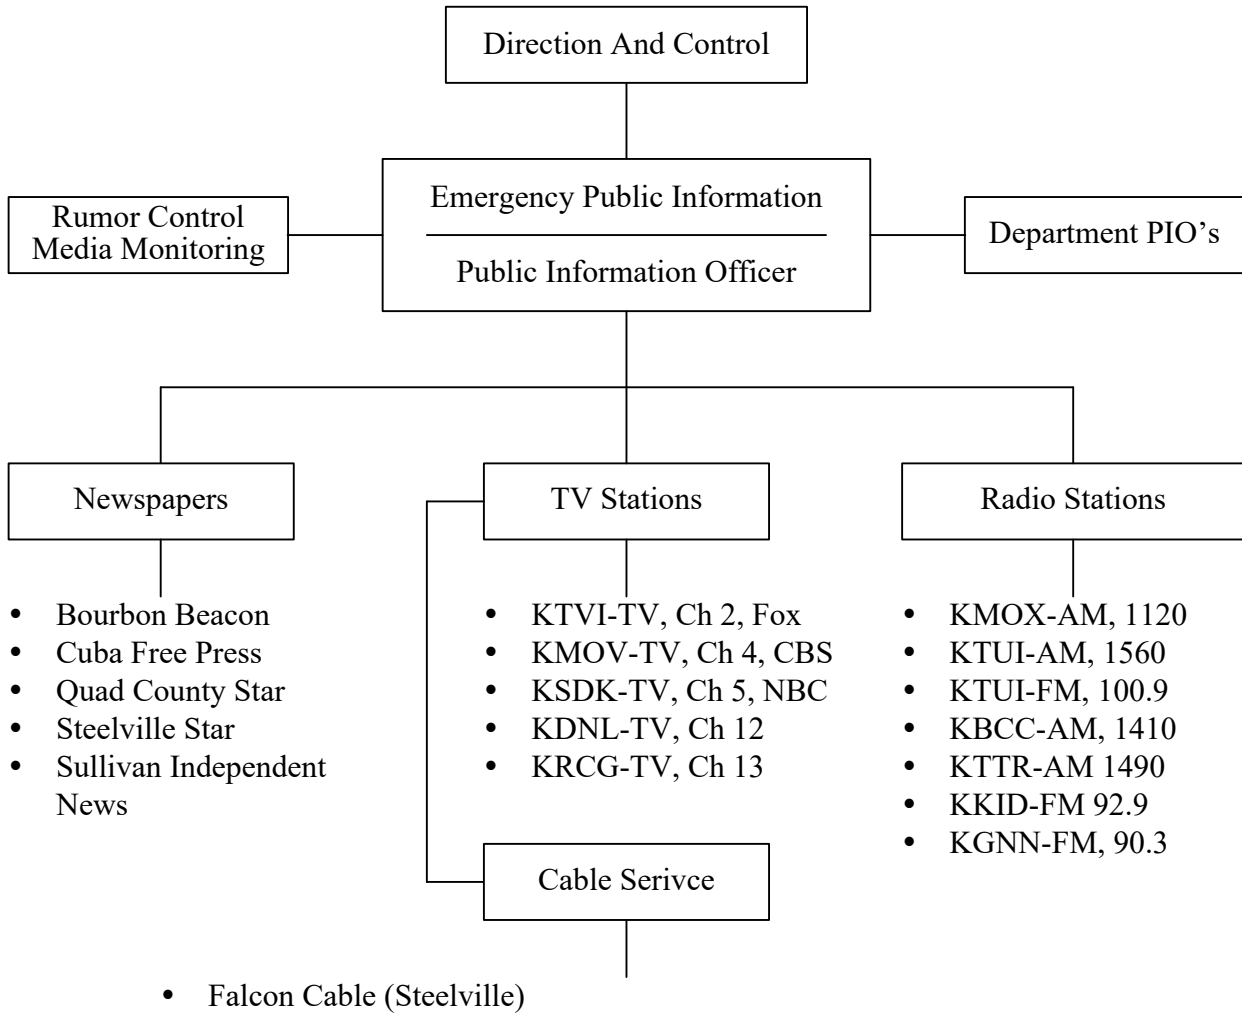 Direction And Control
Emergency Public Information
Public Information Officer
Rumor Control
Media Monitoring
Department PIO’s
Newspapers
• Bourbon Beacon
• Cuba Free Press
• Quad County Star
• Steelville Star
• Sullivan Independent
News
TV Stations
• KTVI-TV, Ch 2, Fox
• KMOV-TV, Ch 4, CBS
• KSDK-TV, Ch 5, NBC
• KDNL-TV, Ch 12
• KRCG-TV, Ch 13
Radio Stations
• KMOX-AM, 1120
• KTUI-AM, 1560
• KTUI-FM, 100.9
• KBCC-AM, 1410
• KTTR-AM 1490
• KKID-FM 92.9
• KGNN-FM, 90.3
Cable Serivce
• Falcon Cable (Steelville)